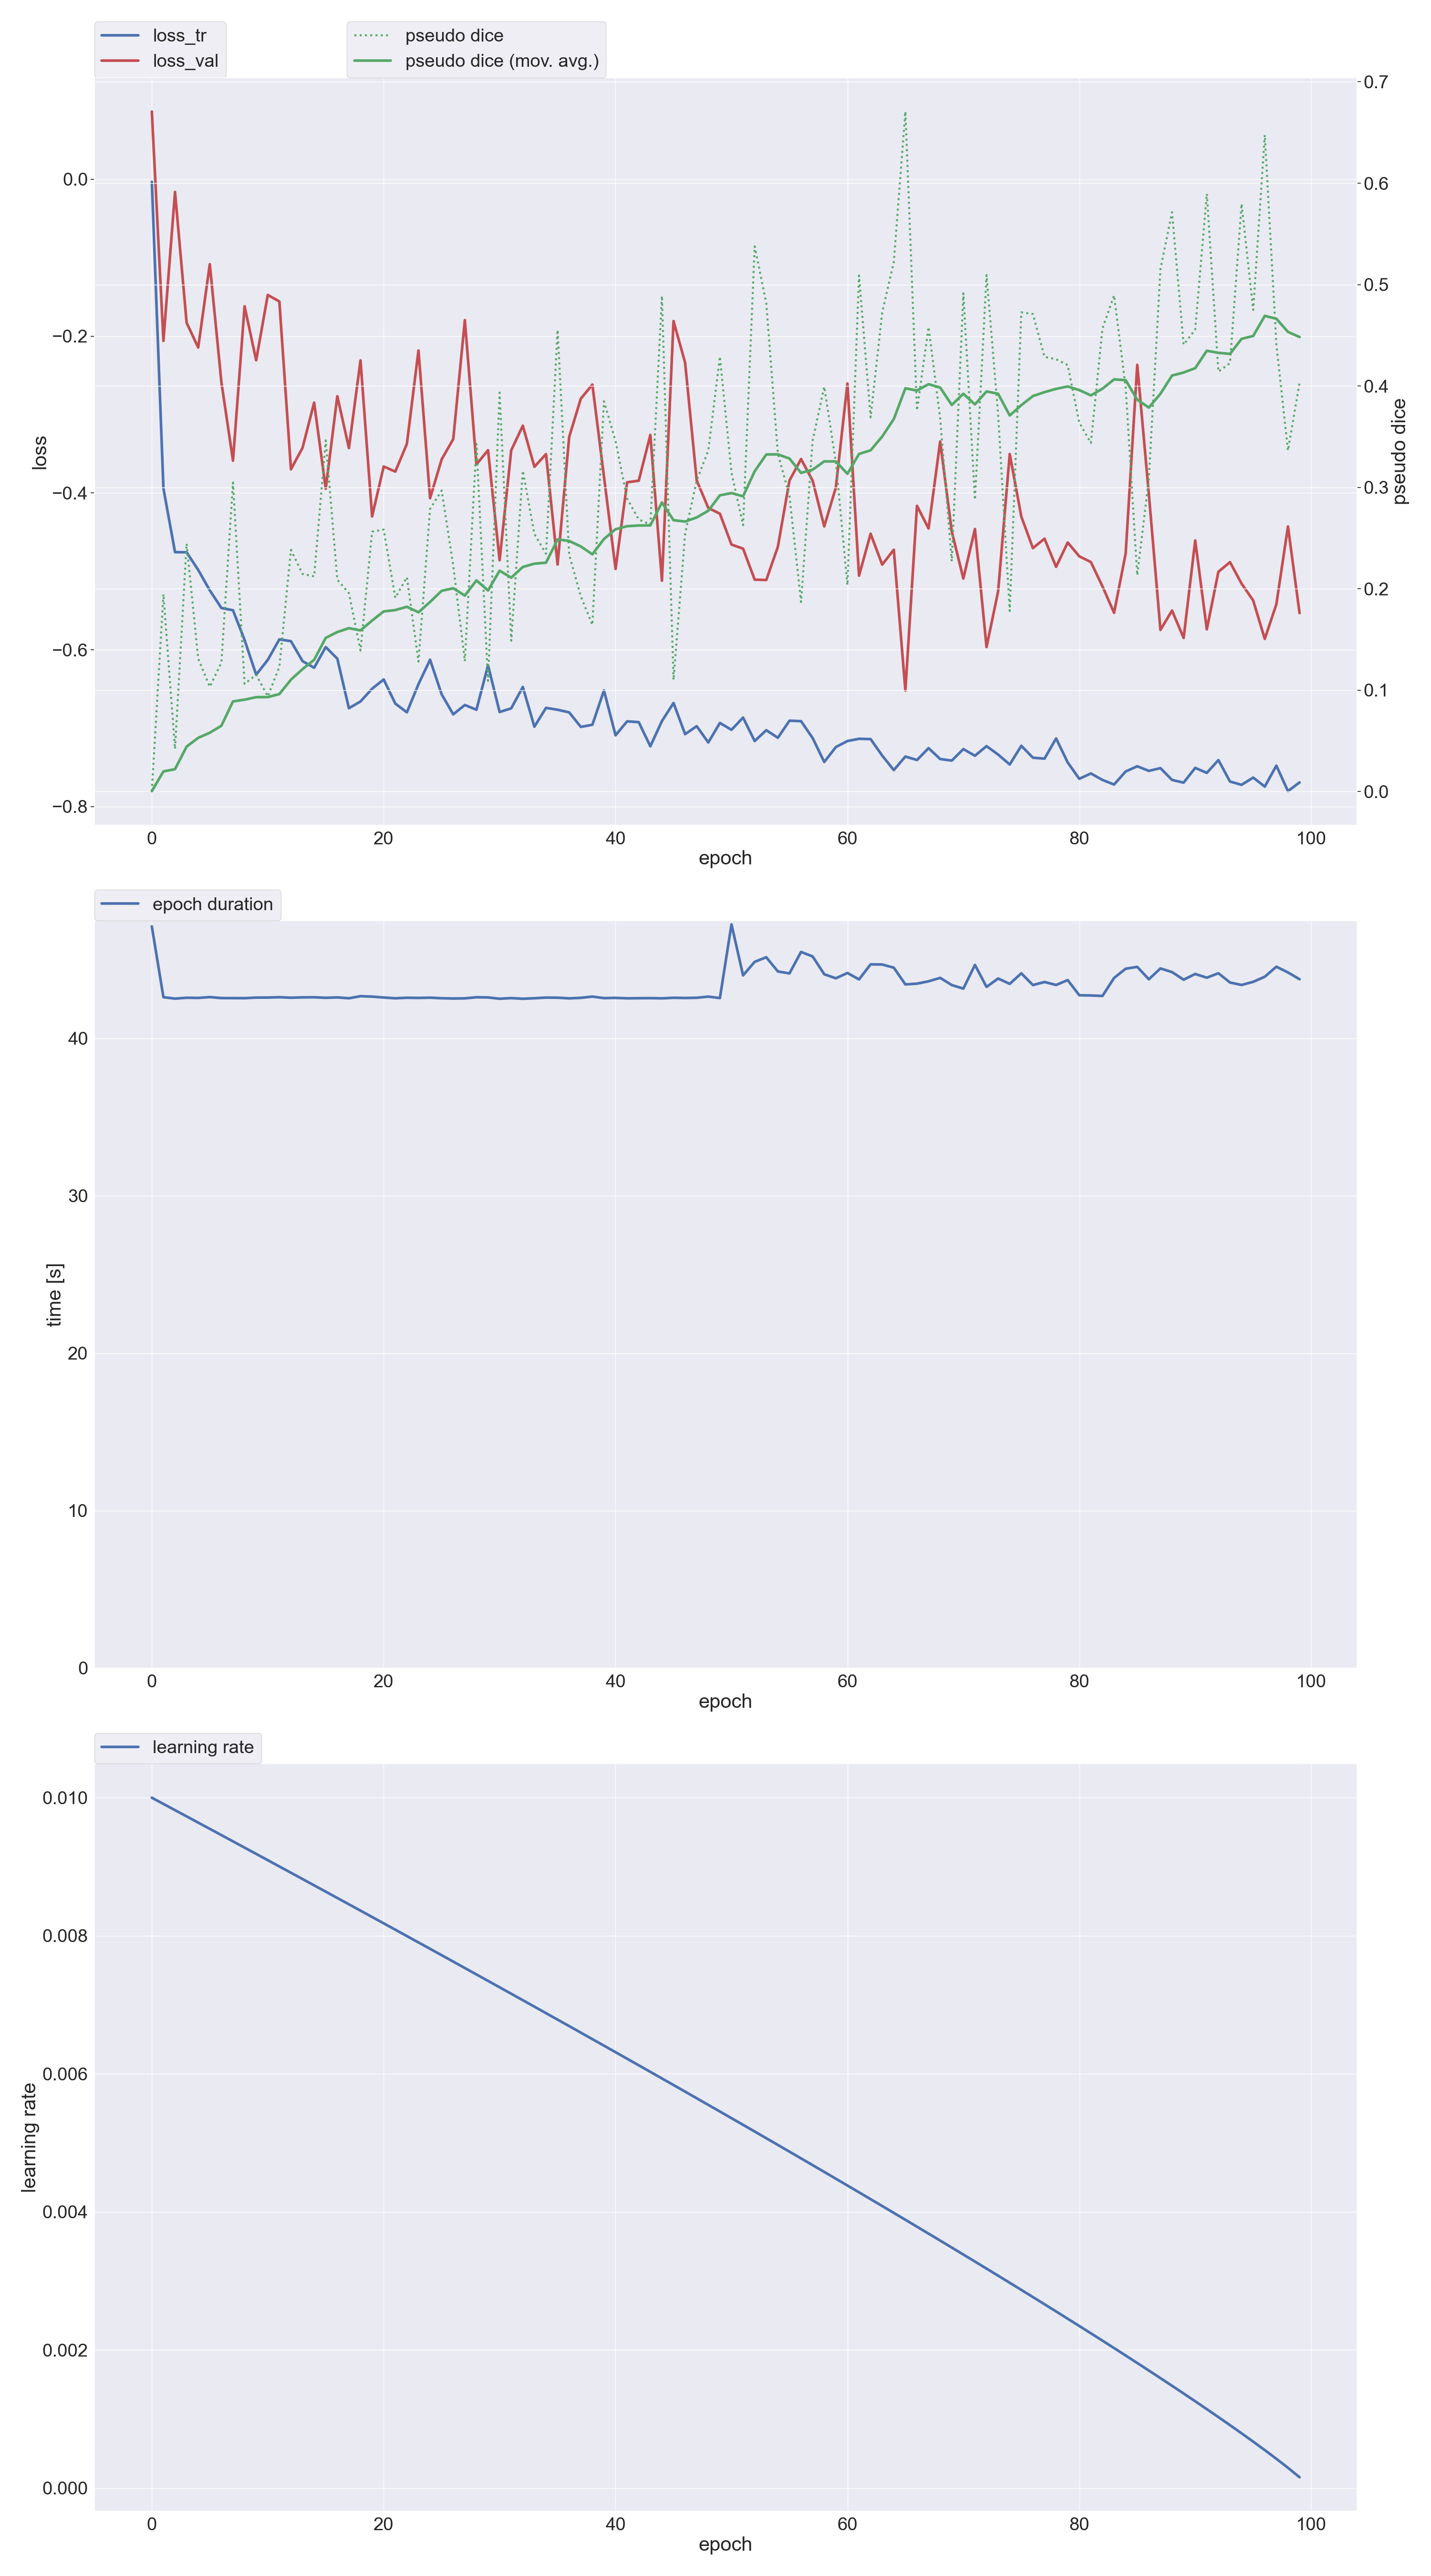 loss_tr
loss_val
pseudo dice
pseudo dice (mov. avg.)
0.0
−0.2
−0.4
−0.6
−0.8
loss
0.7
0.6
0.5
0.4
0.3
0.2
0.1
0.0
pseudo dice
0 20 40 60 80 100
epoch
epoch duration
40
30
20
10
0
time [s]
0 20 40 60 80 100
epoch
learning rate
0.010
0.008
0.006
0.004
0.002
0.000
learning rate
0 20 40 60 80 100
epoch